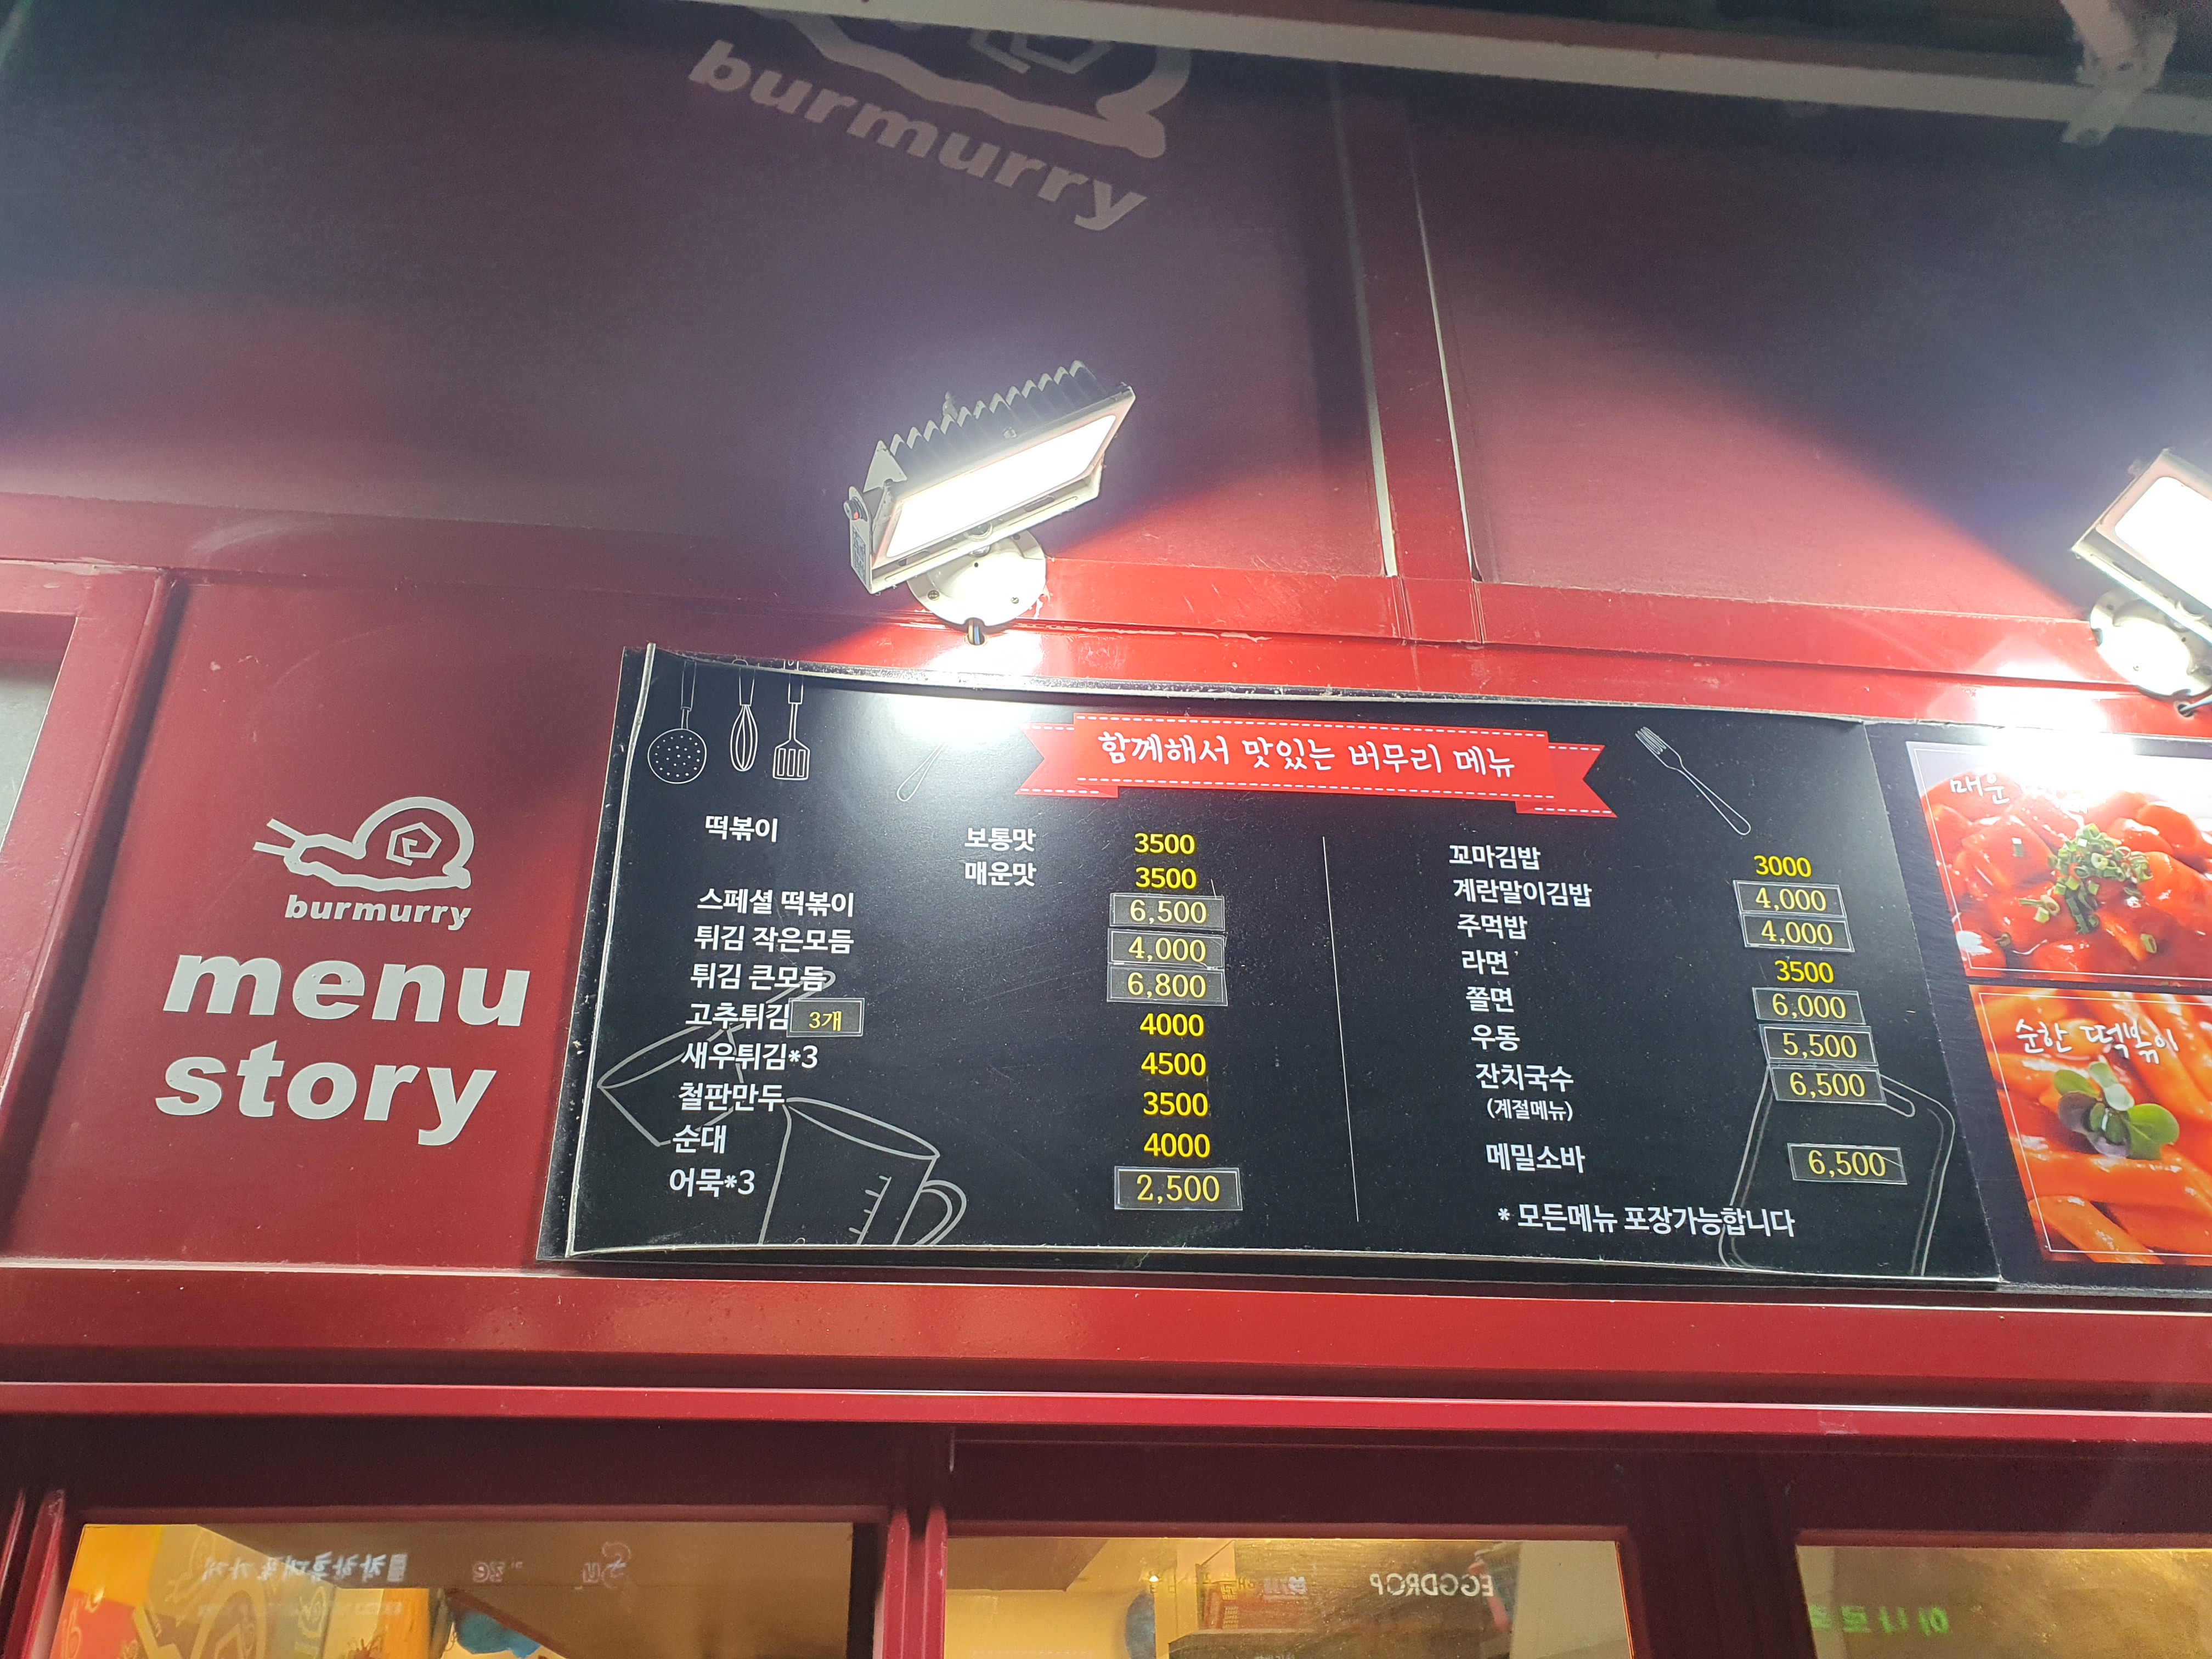 burmurry
burmurry
menu
story
함께해서 맛있는 버무리 메뉴
떡볶이 보통맛 3500
매운맛 3500
스페셜 떡볶이 6,500
튀김 작은모듬 4,000
튀김 큰모듬 6,800
고추튀김 3개 4000
새우튀김*3 4500
철판만두 3500
순대 4000
어묵*3 2,500
꼬마김밥 3000
계란말이김밥 4,000
주먹밥 4,000
라면 3500
쫄면 6,000
우동 5,500
잔치국수 6,500
(계절메뉴)
메밀소바 6,500
* 모든메뉴 포장가능합니다
매운
순한 떡볶이
EGGDROP